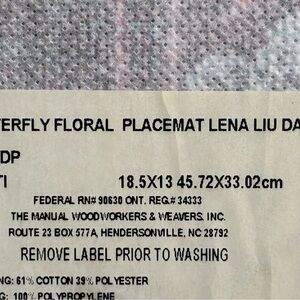 ERFLY FLORAL PLACEMAT LENA LIU DA
DP
TI 18.5X13 45.72X33.02cm
FEDERAL RN# 90630 ONT. REG.# 34333
THE MANUAL WOODWORKERS & WEAVERS. INC.
ROUTE 23 BOX 577A, HENDERSONVILLE, NC 28792
REMOVE LABEL PRIOR TO WASHING
NG: 61% COTTON 39% POLYESTER
G: 100% POLYPROPYLENE